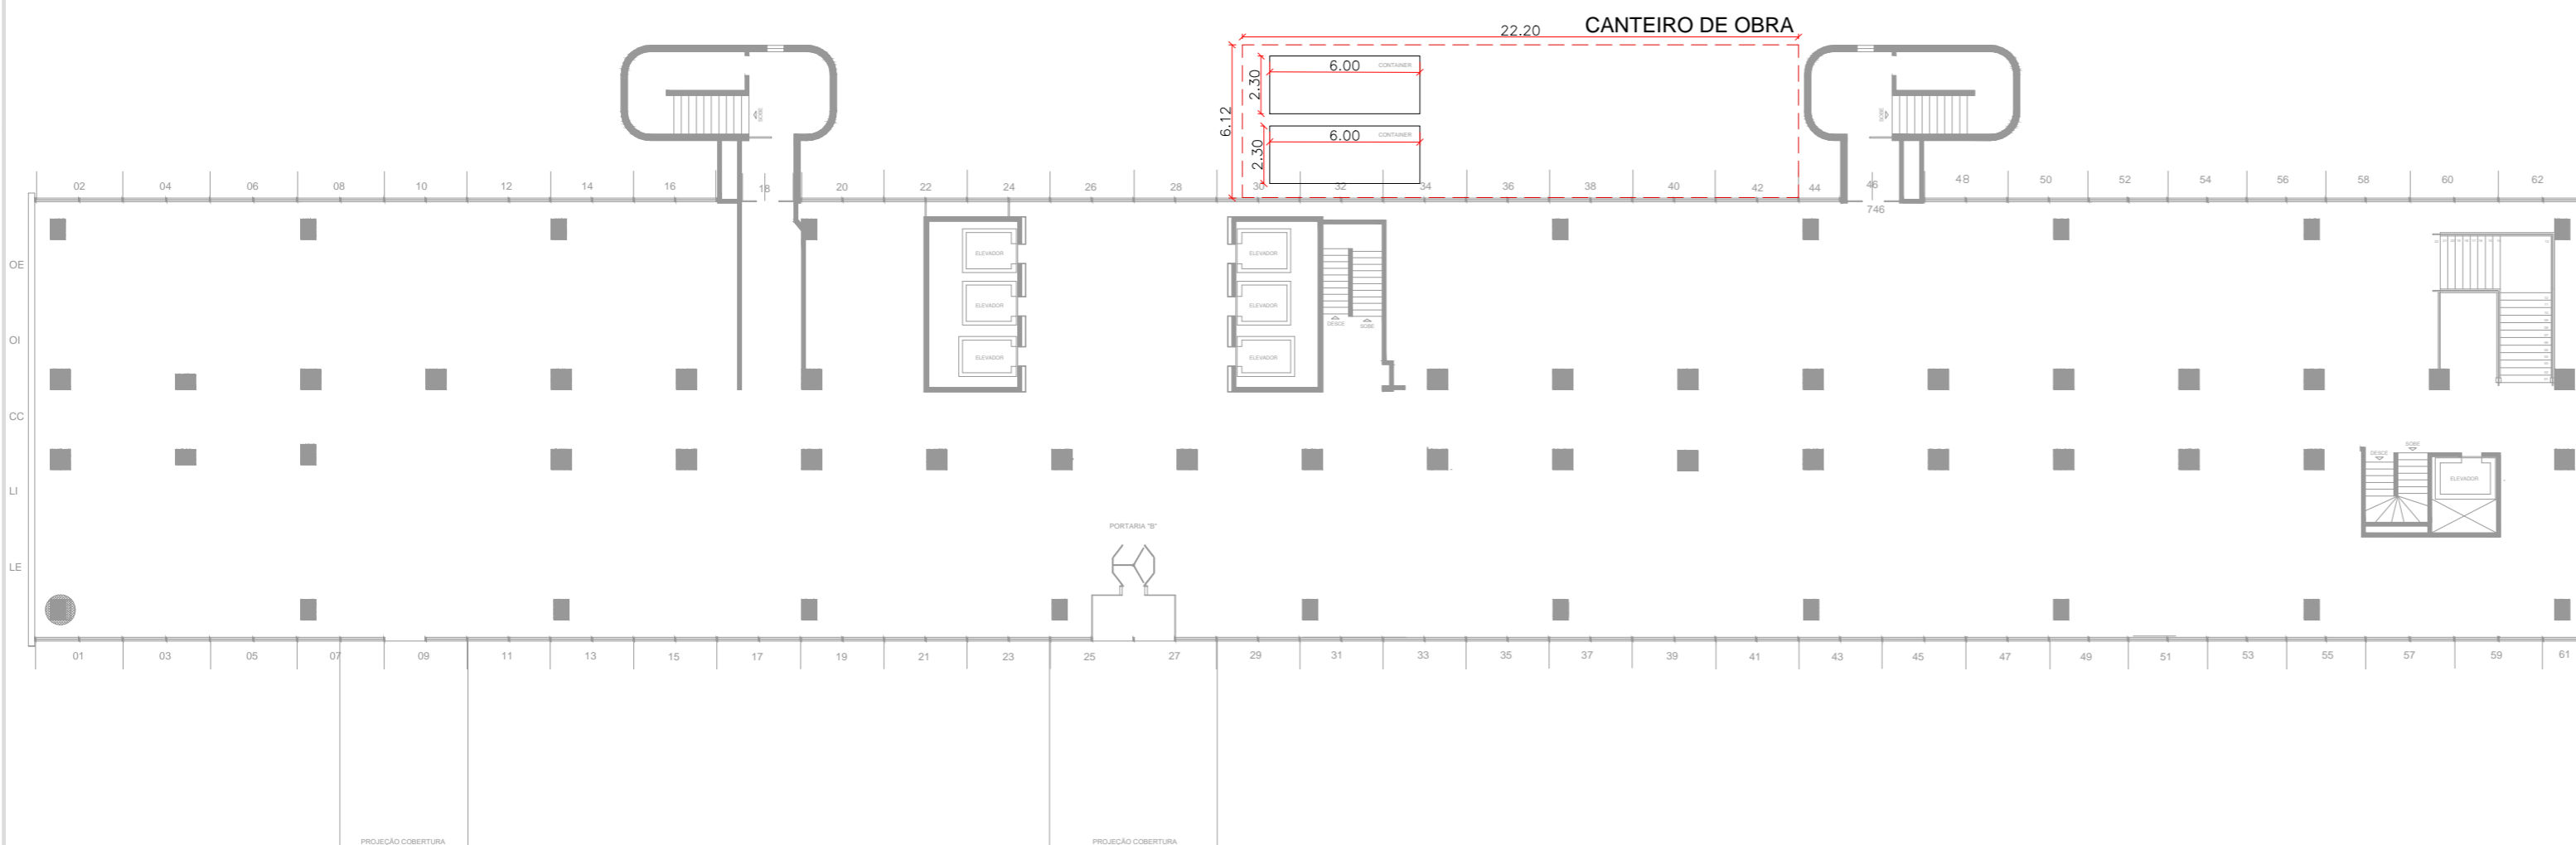 CANTEIRO DE OBRA
22.20
6.12
6.00
CONTAINER
2.30
6.00
CONTAINER
2.30
SOBE
SOBE
02 04 06 08 10 12 14 16 18 20 22 24 26 28 30 32 34 36 38 40 42 44 46 48 50 52 54 56 58 60 62
746
OE
OI
CC
LI
LE
ELEVADOR
ELEVADOR
ELEVADOR
ELEVADOR
ELEVADOR
ELEVADOR
DESCE
SOBE
SOBE
DESCE
ELEVADOR
PORTARIA "B"
01 03 05 07 09 11 13 15 17 19 21 23 25 27 29 31 33 35 37 39 41 43 45 47 49 51 53 55 57 59 61
PROJEÇÃO COBERTURA
PROJEÇÃO COBERTURA